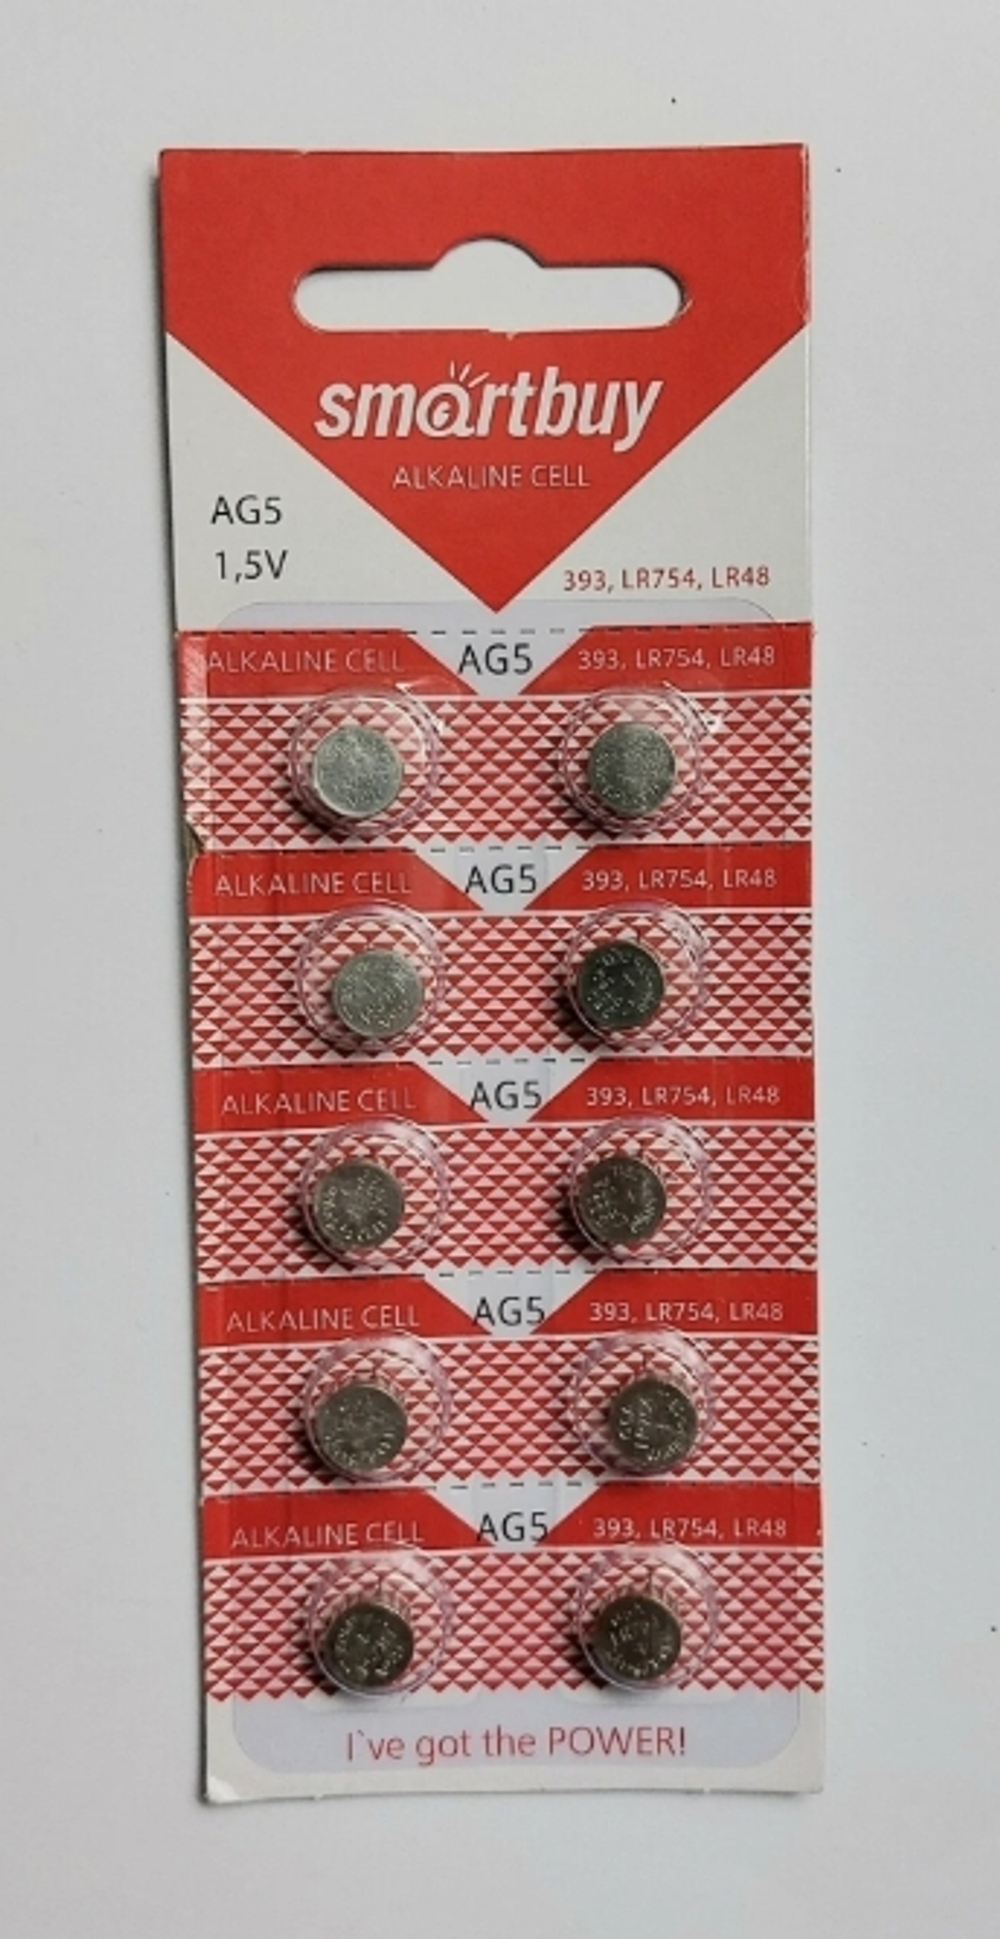 smartbuy
ALKALINE CELL
AG5
1,5V
393, LR754, LR48
ALKALINE CELL AG5 393, LR754, LR48
ALKALINE CELL AG5 393, LR754, LR48
ALKALINE CELL AG5 393, LR754, LR48
ALKALINE CELL AG5 393, LR754, LR48
ALKALINE CELL AG5 393, LR754, LR48
I`ve got the POWER!